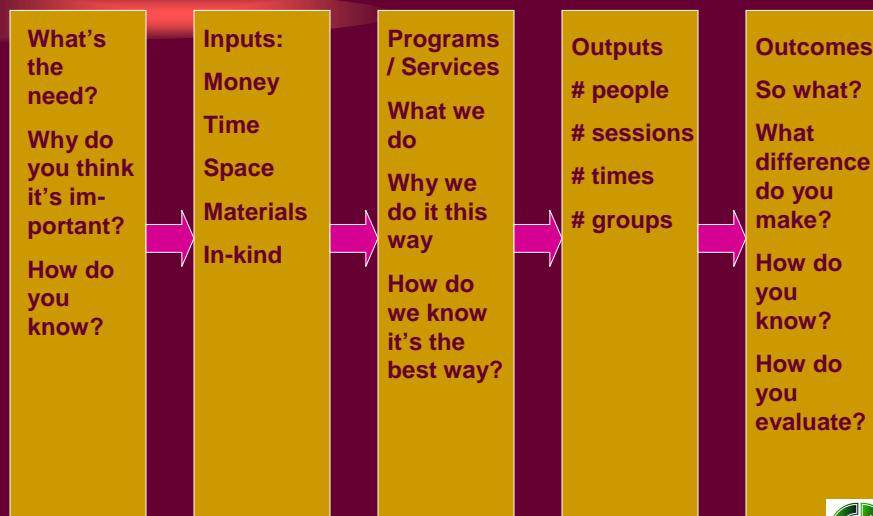 What's
the
need?
Why do
you think
it's im-
portant?
How do
you
know?
Inputs:
Money
Time
Space
Materials
In-kind
Programs
/ Services
What we
do
Why we
do it this
way
How do
we know
it's the
best way?
Outputs
# people
# sessions
# times
# groups
Outcomes
So what?
What
difference
do you
make?
How do
you
know?
How do
you
evaluate?